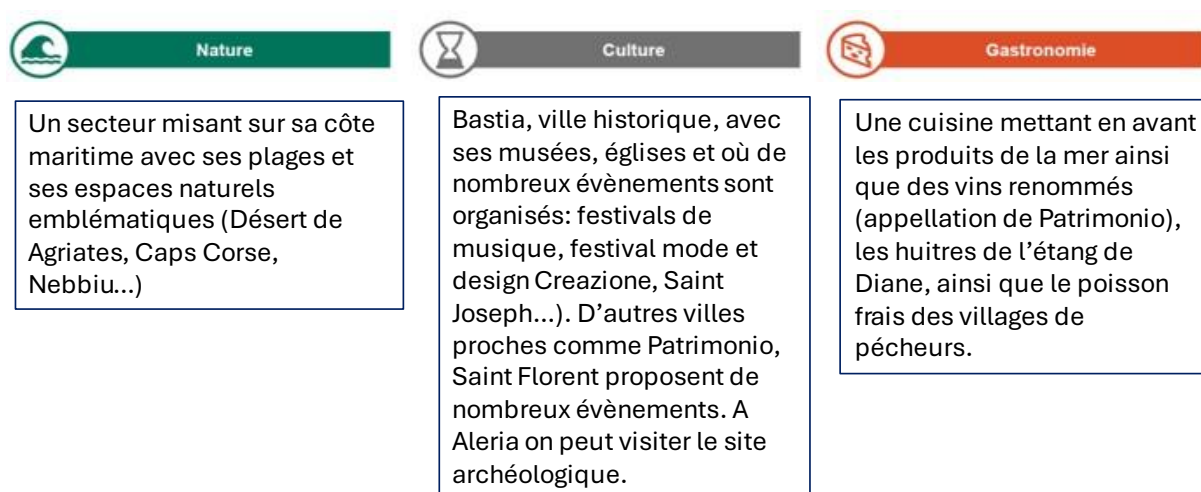 Nature
Un secteur misant sur sa côte
maritime avec ses plages et
ses espaces naturels
emblématiques (Désert de
Agriates, Caps Corse,
Nebbiu...)
Culture
Bastia, ville historique, avec
ses musées, églises et où de
nombreux évènements sont
organisés: festivals de
musique, festival mode et
design Creazione, Saint
Joseph...). D’autres villes
proches comme Patrimonio,
Saint Florent proposent de
nombreux évènements. A
Aleria on peut visiter le site
archéologique.
Gastronomie
Une cuisine mettant en avant
les produits de la mer ainsi
que des vins renommés
(appellation de Patrimonio),
les huitres de l’étang de
Diane, ainsi que le poisson
frais des villages de
pécheurs.